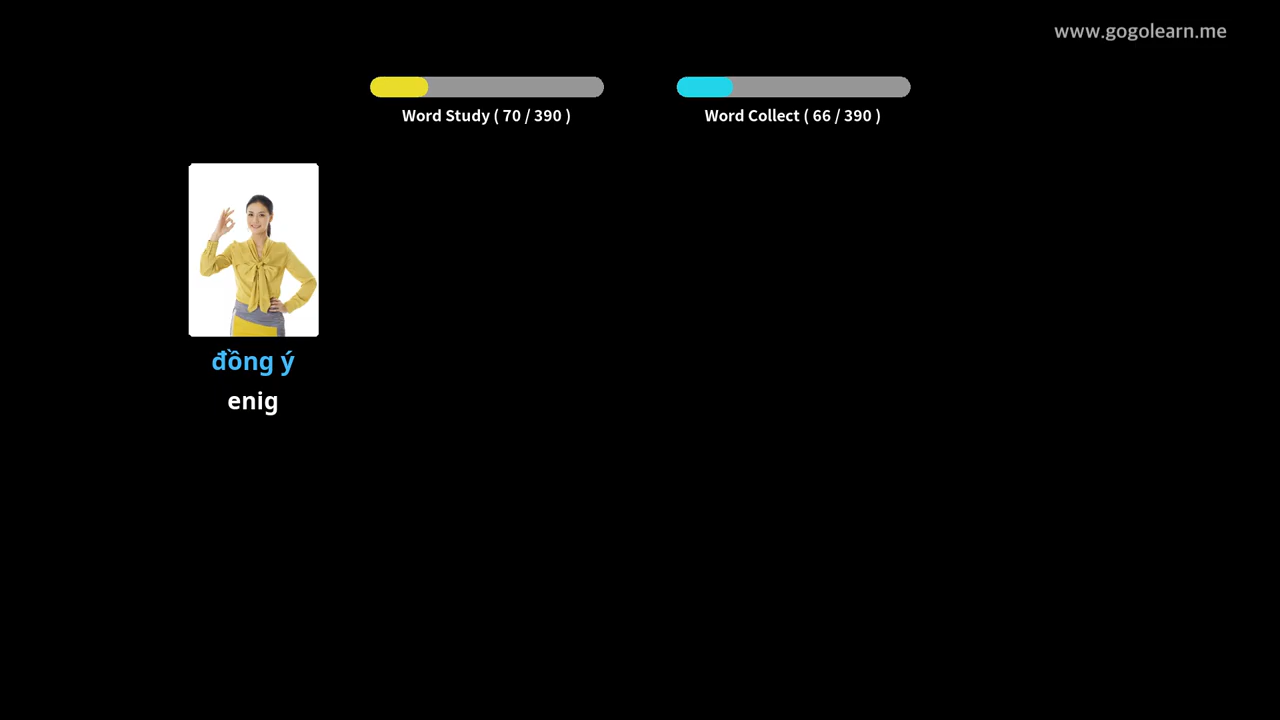 www.gogolearn.me
Word Study ( 70 / 390 )
Word Collect ( 66 / 390 )
đồng ý
enig